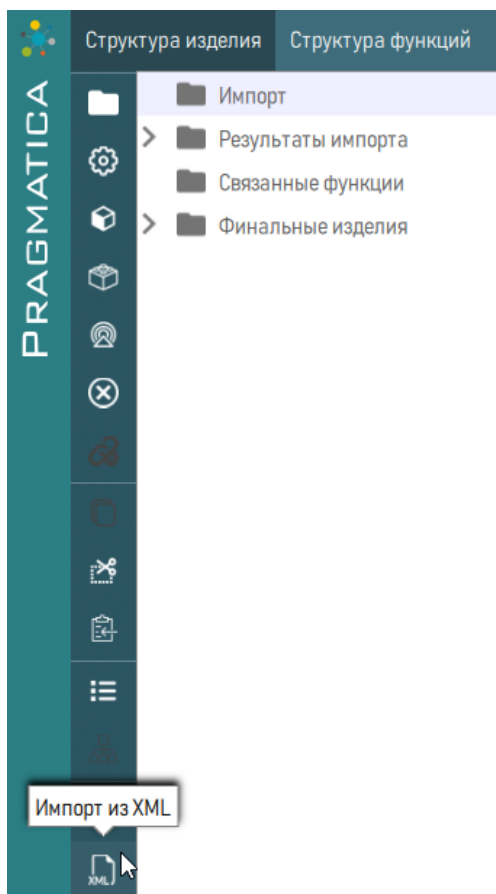 Структура изделия Структура функций
PRAGMATICA
Импорт
Результаты импорта
Связанные функции
Финальные изделия
Импорт из XML
XML